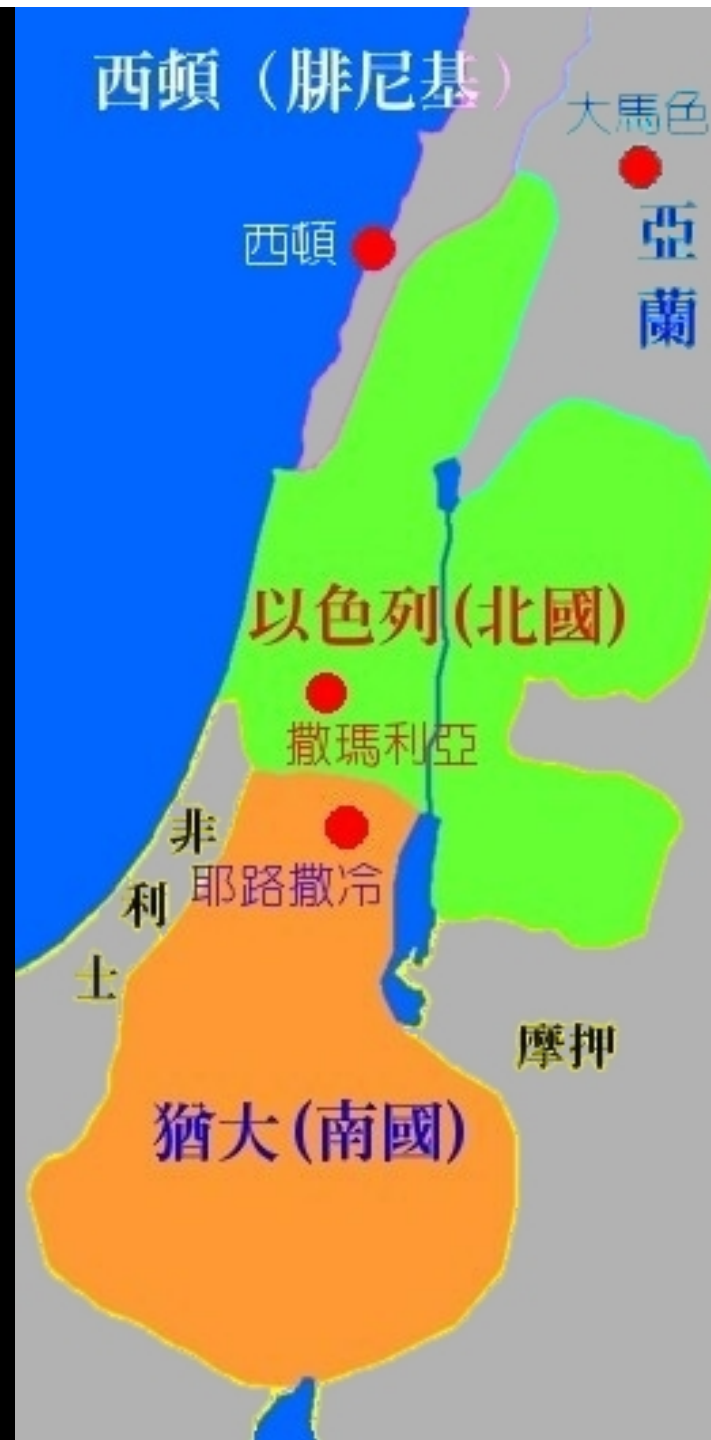 西頓（腓尼基）
大馬色
亞蘭
西頓
以色列(北國)
撒瑪利亞
非利士
耶路撒冷
摩押
猶大(南國)